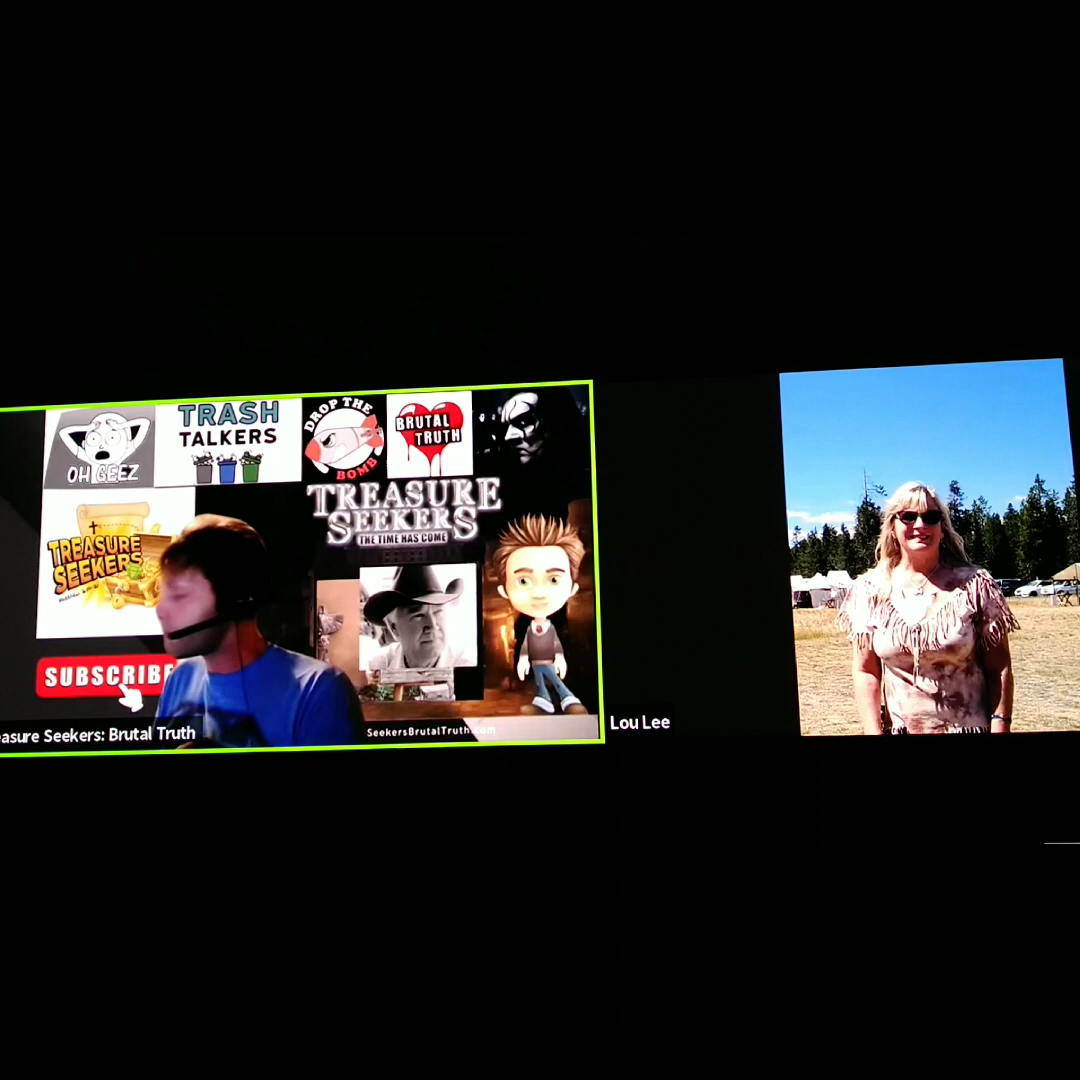 OH GEEZ
TRASH
TALKERS
DROP THE
BOMB
BRUTAL
TRUTH
TREASURE
SEEKERS
THE TIME HAS COME
TREASURE
SEEKERS
SUBSCRIBE
easure Seekers: Brutal Truth
SeekersBrutalTruth.com
Lou Lee